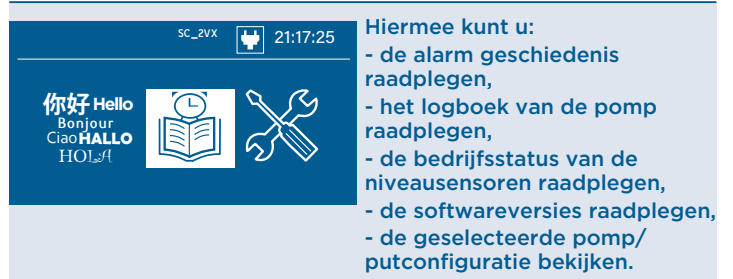 SC_2VX 21:17:25
你好 Hello
Bonjour
Ciao HALLO
HOLA
Hiermee kunt u:
- de alarm geschiedenis
raadplegen,
- het logboek van de pomp
raadplegen,
- de bedrijfsstatus van de
niveausensoren raadplegen,
- de softwareversies raadplegen,
- de geselecteerde pomp/
putconfiguratie bekijken.